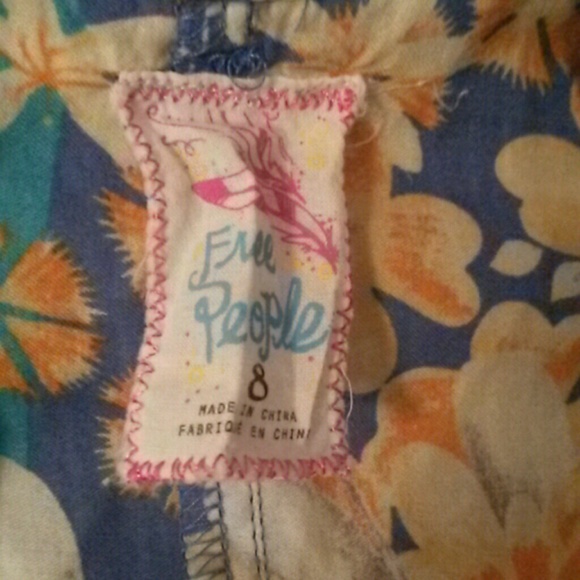 Free
People
8
MADE IN CHINA
FABRIQUÉ EN CHINE